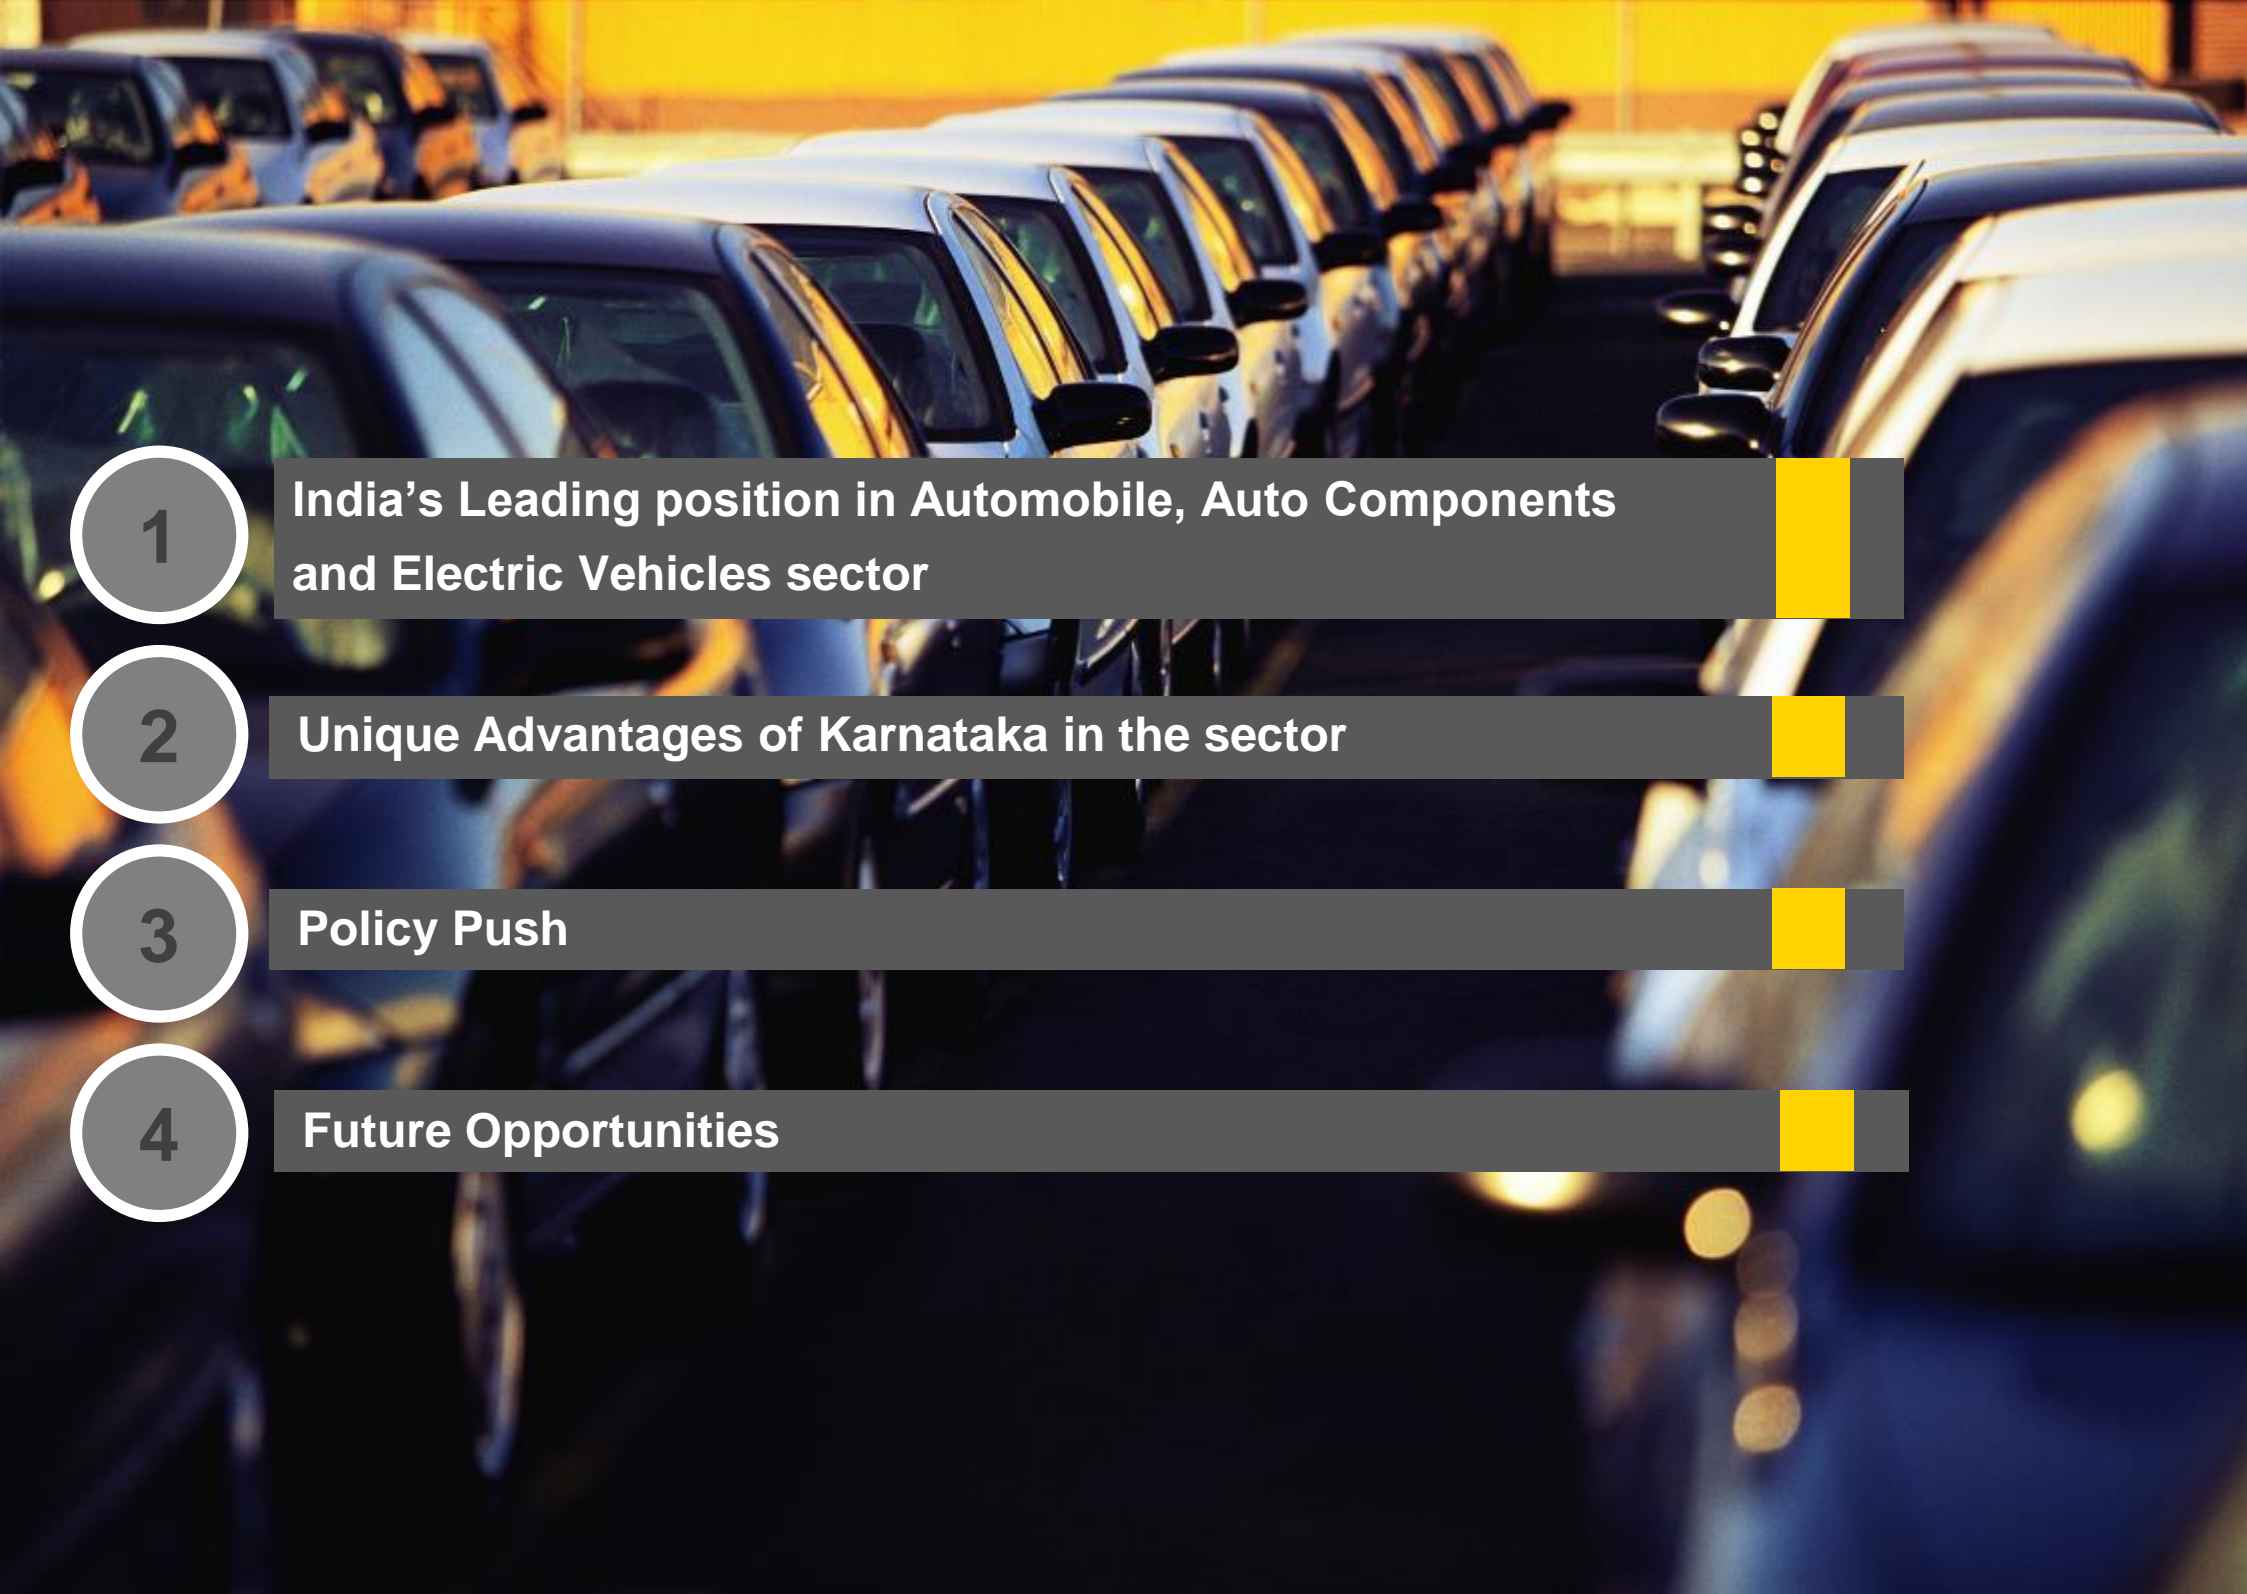 1
India’s Leading position in Automobile, Auto Components
and Electric Vehicles sector
2
Unique Advantages of Karnataka in the sector
3
Policy Push
4
Future Opportunities